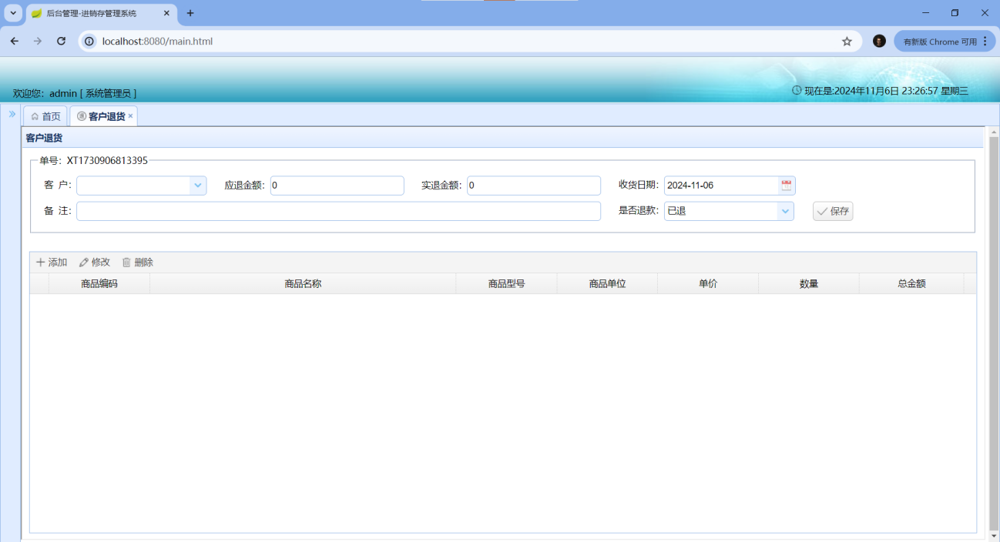 后台管理-进销存管理系统
localhost:8080/main.html
有新版 Chrome 可用
欢迎您: admin [ 系统管理员 ]
现在是:2024年11月6日 23:26:57 星期三
首页 客户退货
客户退货
单号: XT1730906813395
客 户: 应退金额: 0 实退金额: 0 收货日期: 2024-11-06
备 注: 是否退款: 已退 保存
添加 修改 删除
商品编码 商品名称 商品型号 商品单位 单价 数量 总金额